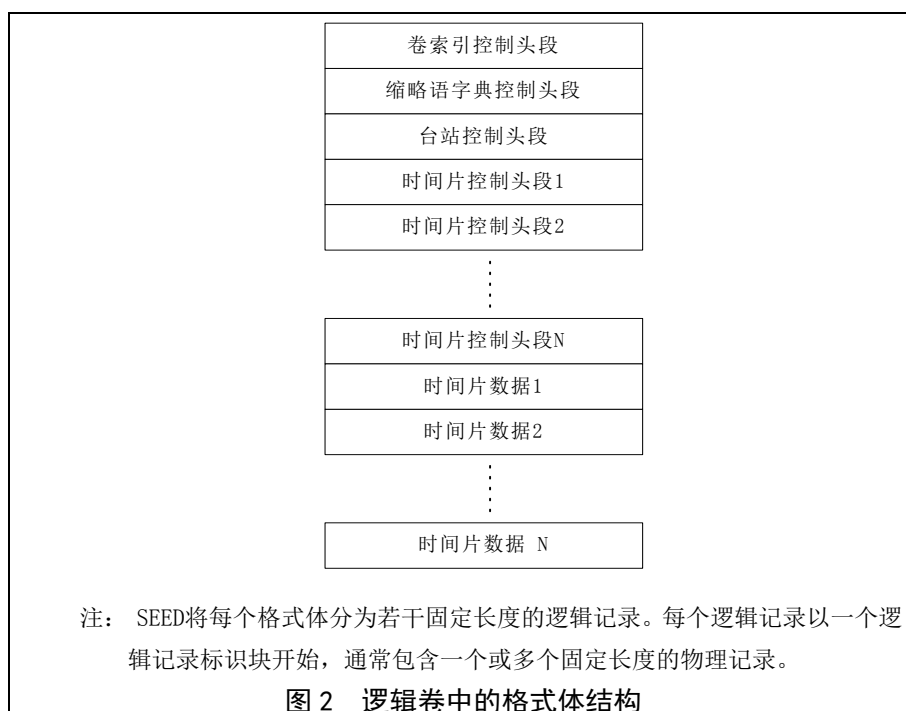 卷索引控制头段
缩略语字典控制头段
台站控制头段
时间片控制头段1
时间片控制头段2
时间片控制头段N
时间片数据1
时间片数据2
时间片数据 N
注： SEED将每个格式体分为若干固定长度的逻辑记录。每个逻辑记录以一个逻
辑记录标识块开始，通常包含一个或多个固定长度的物理记录。
图 2 逻辑卷中的格式体结构